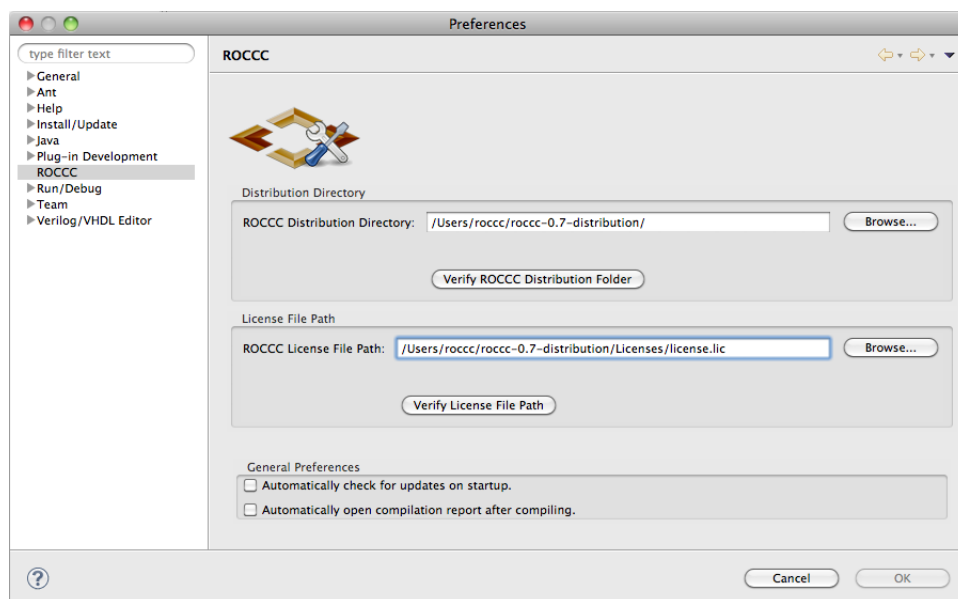 Preferences
type filter text
General
Ant
Help
Install/Update
Java
Plug-in Development
ROCCC
Run/Debug
Team
Verilog/VHDL Editor
ROCCC
Distribution Directory
ROCCC Distribution Directory: /Users/roccc/roccc-0.7-distribution/ Browse...
Verify ROCCC Distribution Folder
License File Path
ROCCC License File Path: /Users/roccc/roccc-0.7-distribution/Licenses/license.lic Browse...
Verify License File Path
General Preferences
Automatically check for updates on startup.
Automatically open compilation report after compiling.
? Cancel OK